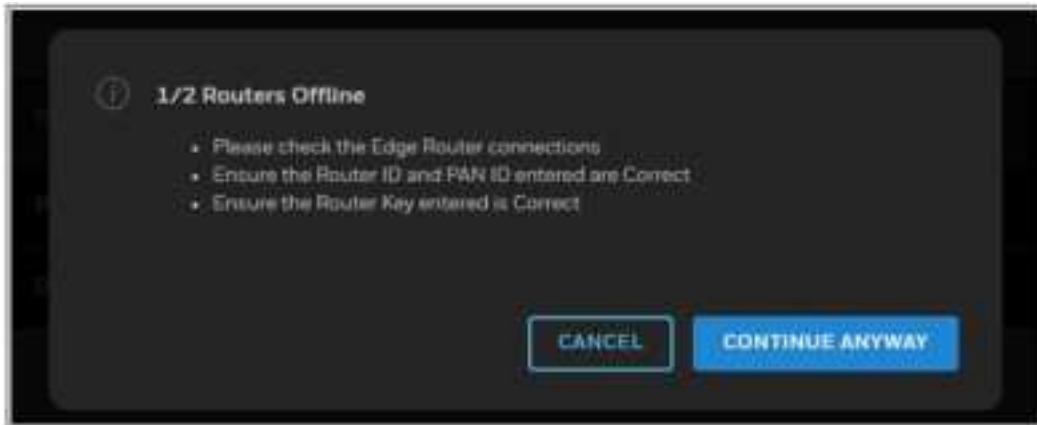 1/2 Routers Offline
• Please check the Edge Router connections
• Ensure the Router ID and PAN ID entered are Correct
• Ensure the Router Key entered is Correct
CANCEL CONTINUE ANYWAY